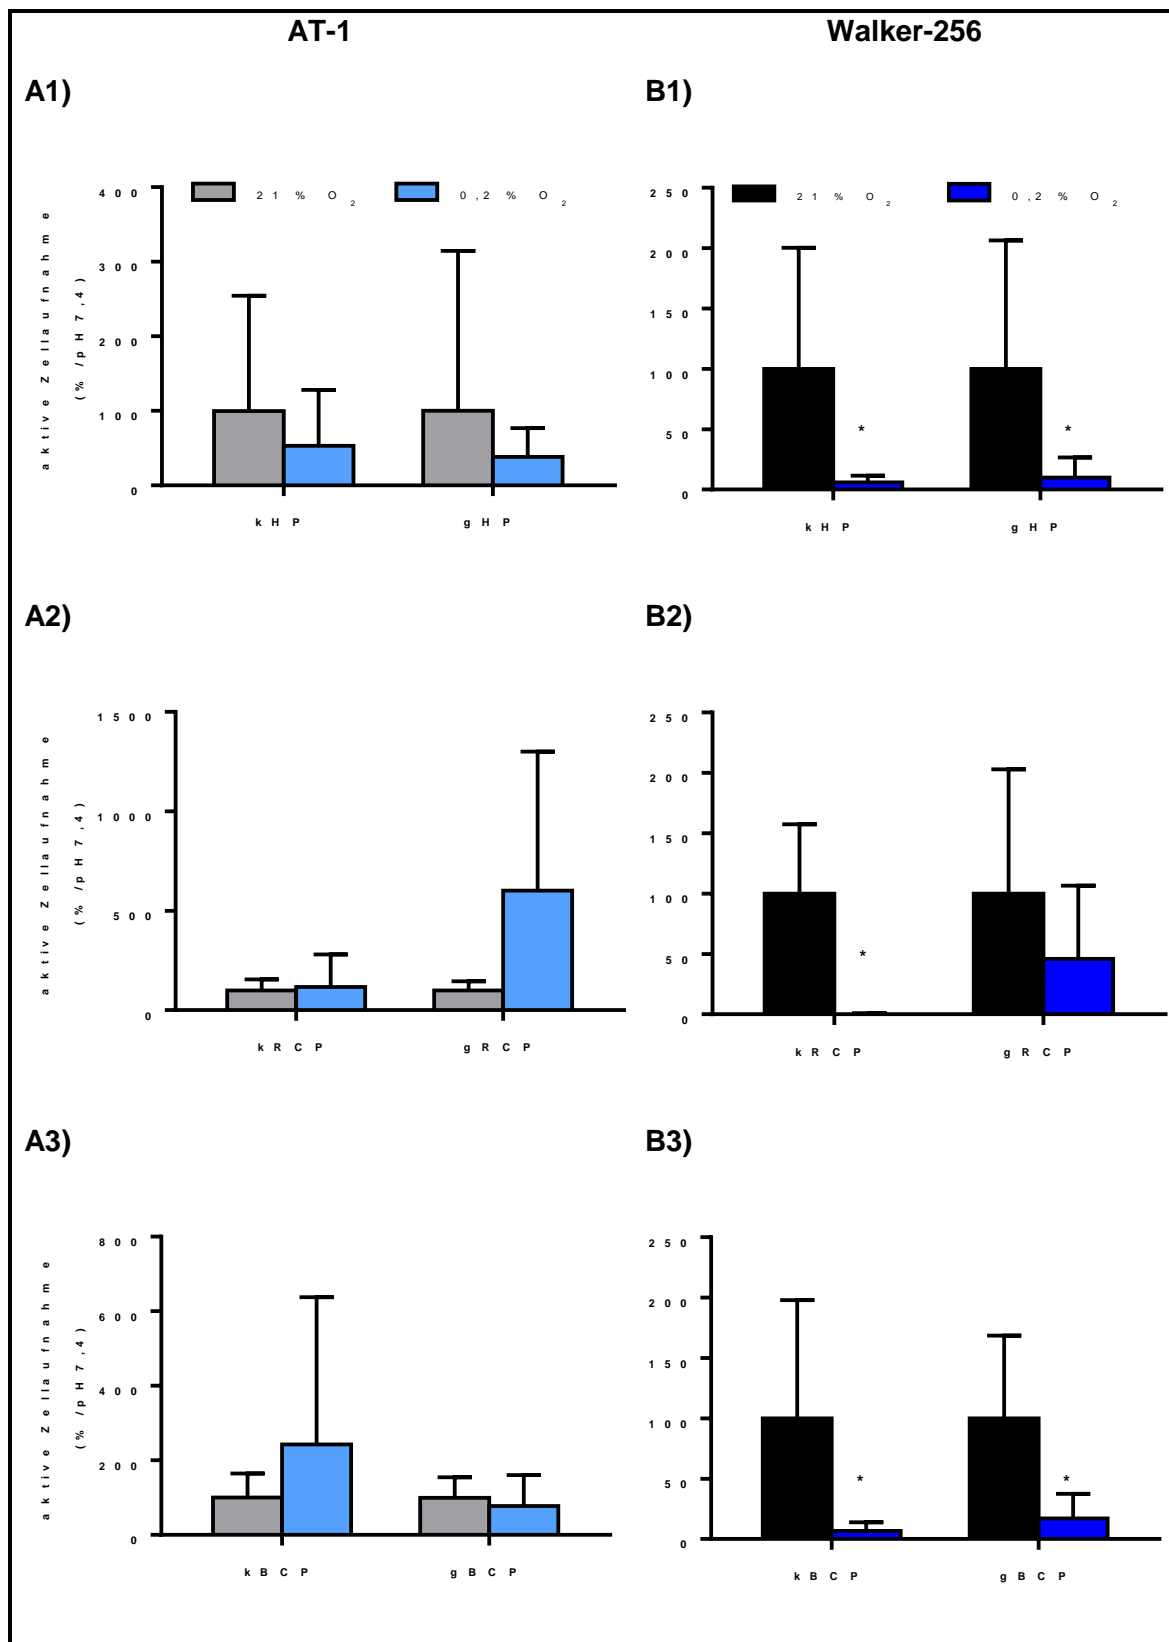 AT-1 Walker-256
A1) B1)
21 % O₂ 0,2 % O₂ 21 % O₂ 0,2 % O₂
aktive Zellaufnahme
(% /pH 7,4)
400
300
200
100
0
kHP gHP
250
200
150
100
50
0
* *
kHP gHP
A2) B2)
aktive Zellaufnahme
(% /pH 7,4)
1500
1000
500
0
kRCP gRCP
250
200
150
100
50
0
*
kRCP gRCP
A3) B3)
aktive Zellaufnahme
(% /pH 7,4)
800
600
400
200
0
kBCP gBCP
250
200
150
100
50
0
* *
kBCP gBCP